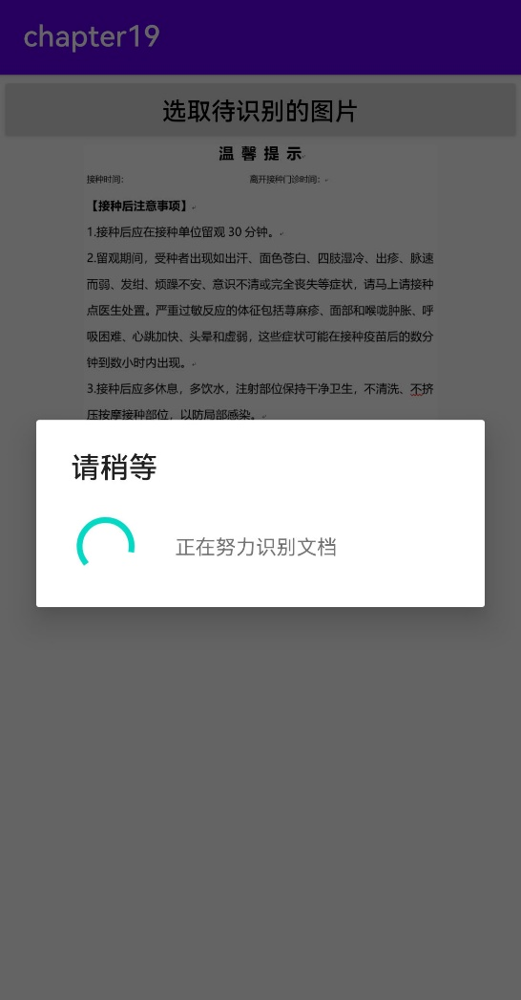 chapter19
选取待识别的图片
温 馨 提 示
接种时间： 离开接种门诊时间：
【接种后注意事项】
1.接种后应在接种单位留观 30 分钟。
2.留观期间，受种者出现如出汗、面色苍白、四肢湿冷、出疹、脉速
而弱、发绀、烦躁不安、意识不清或完全丧失等症状，请马上请接种
点医生处置。严重过敏反应的体征包括荨麻疹、面部和喉咙肿胀、呼
吸困难、心跳加快、头晕和虚弱，这些症状可能在接种疫苗后的数分
钟到数小时内出现。
3.接种后应多休息，多饮水，注射部位保持干净卫生，不清洗、不挤
压按摩接种部位，以防局部感染。
请稍等
正在努力识别文档